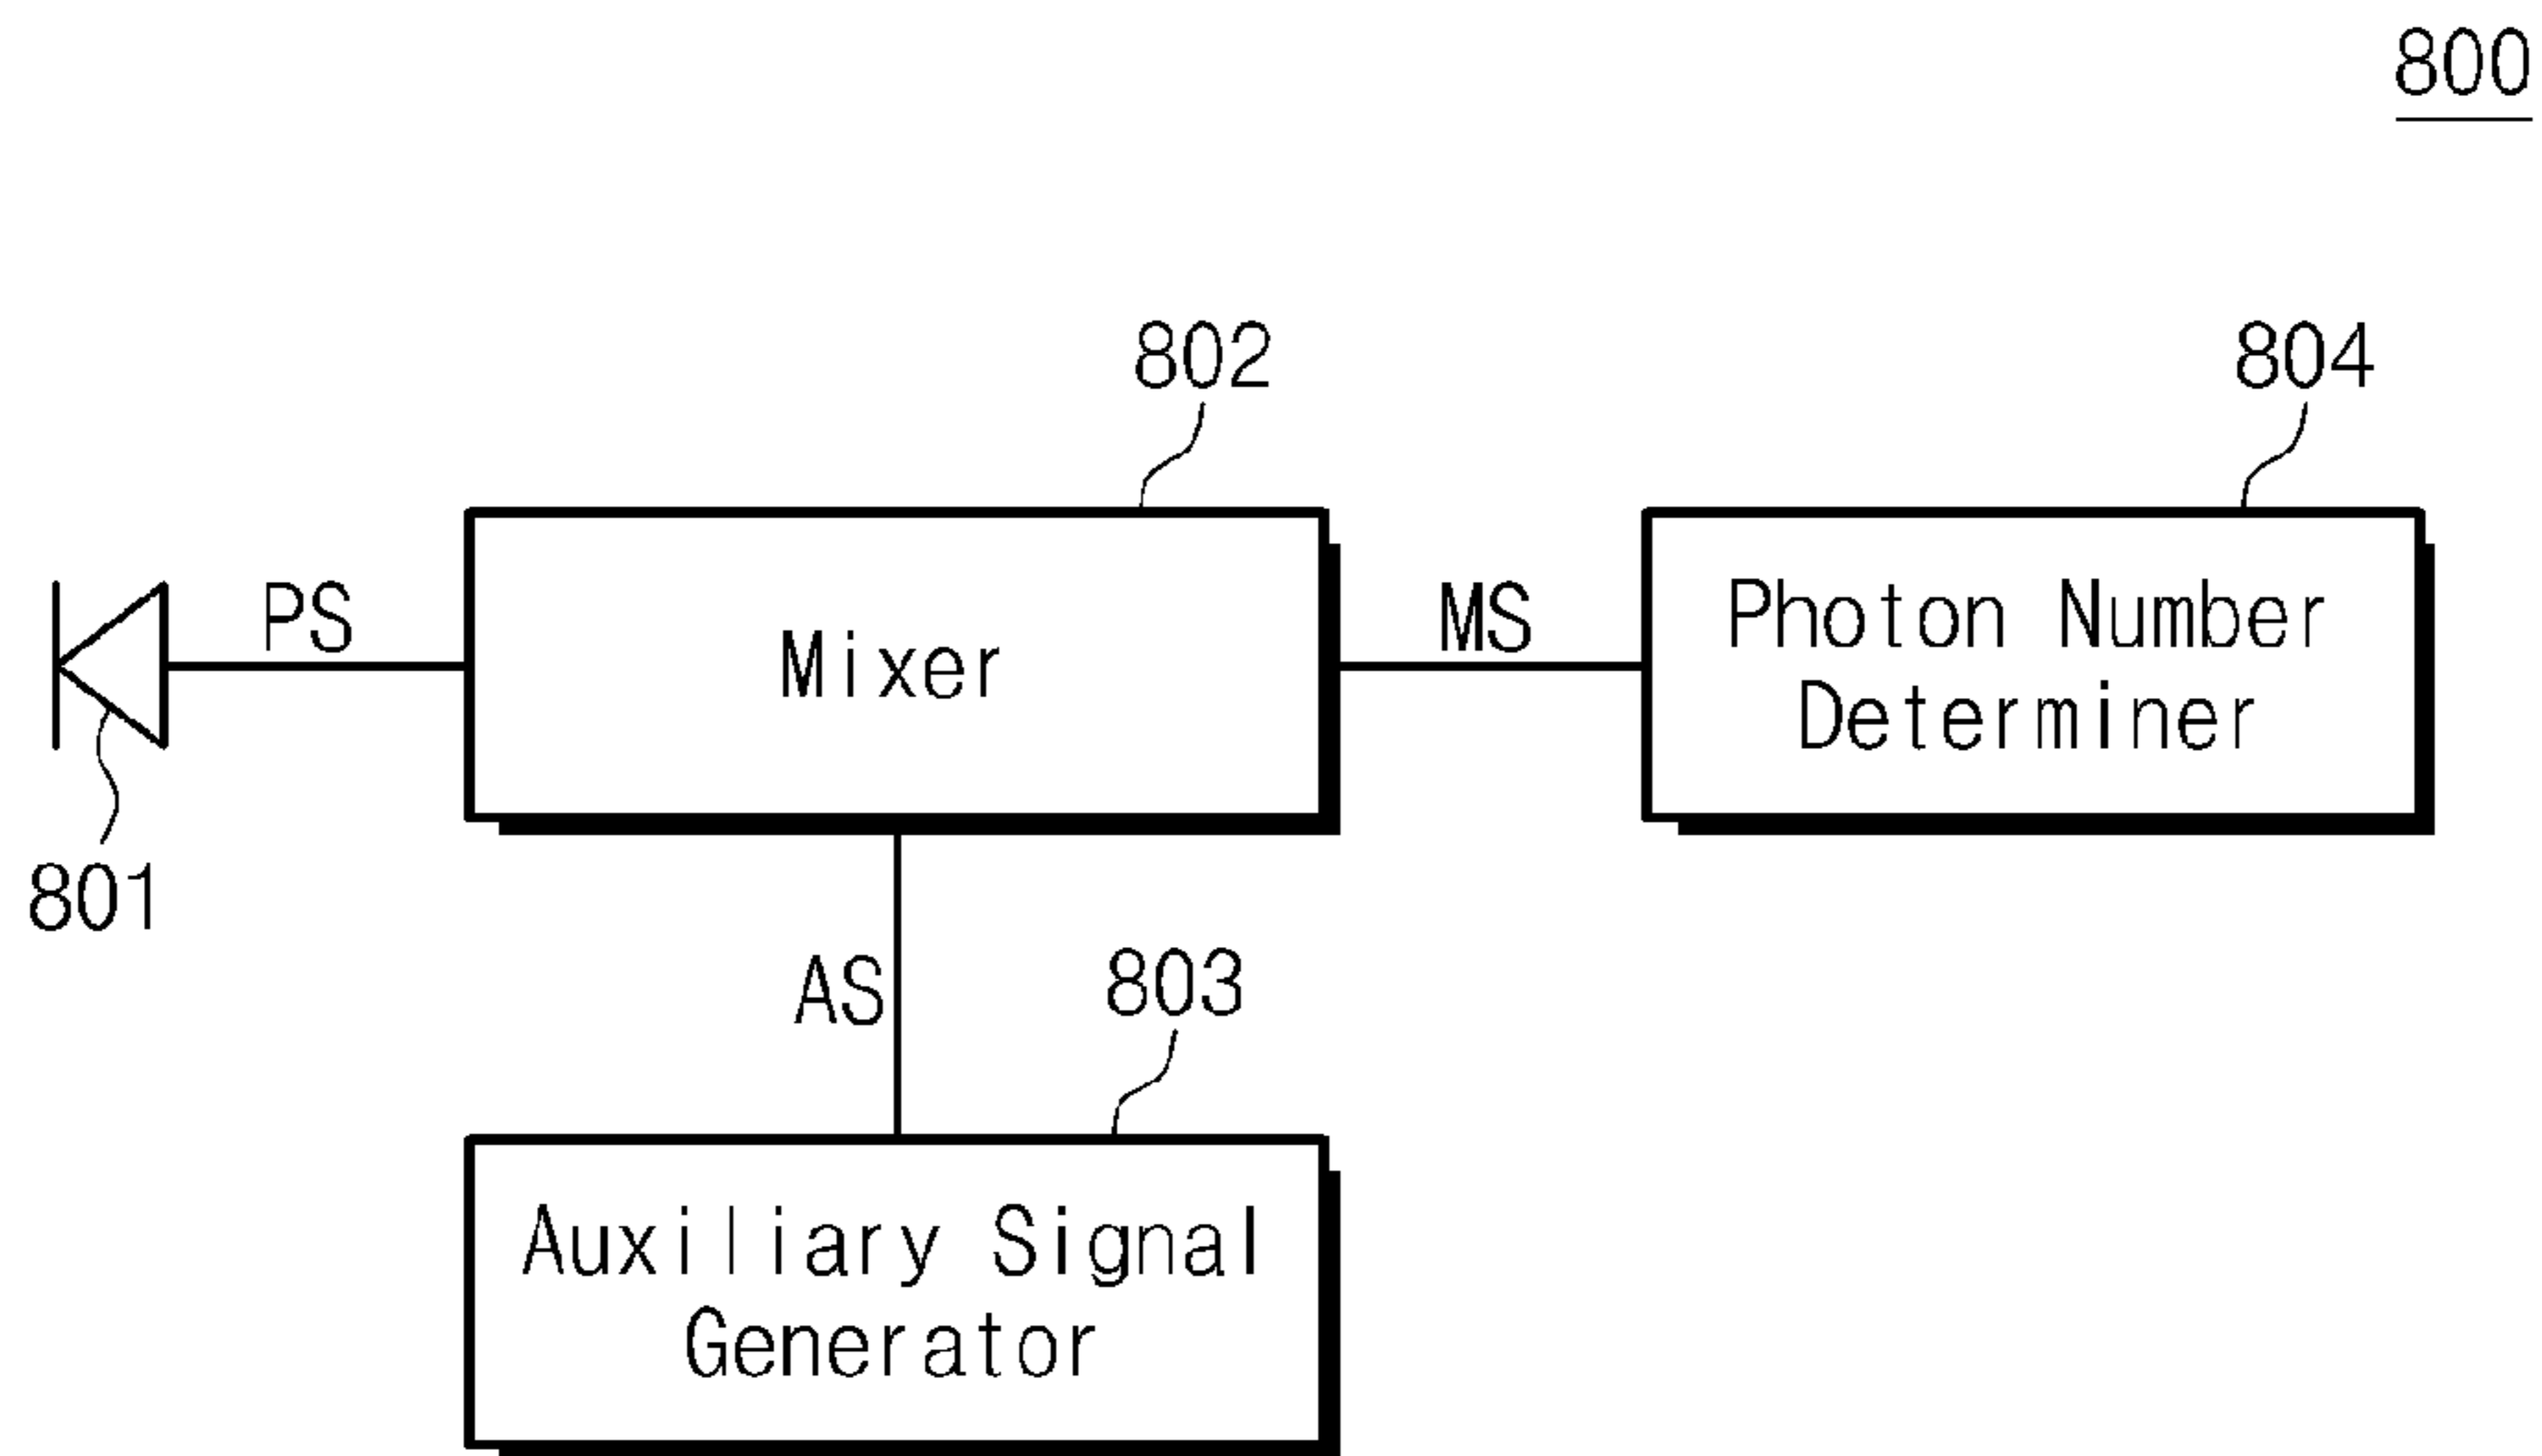 800
802
804
PS
Mixer
MS
Photon Number
Determiner
801
AS
803
Auxiliary Signal
Generator